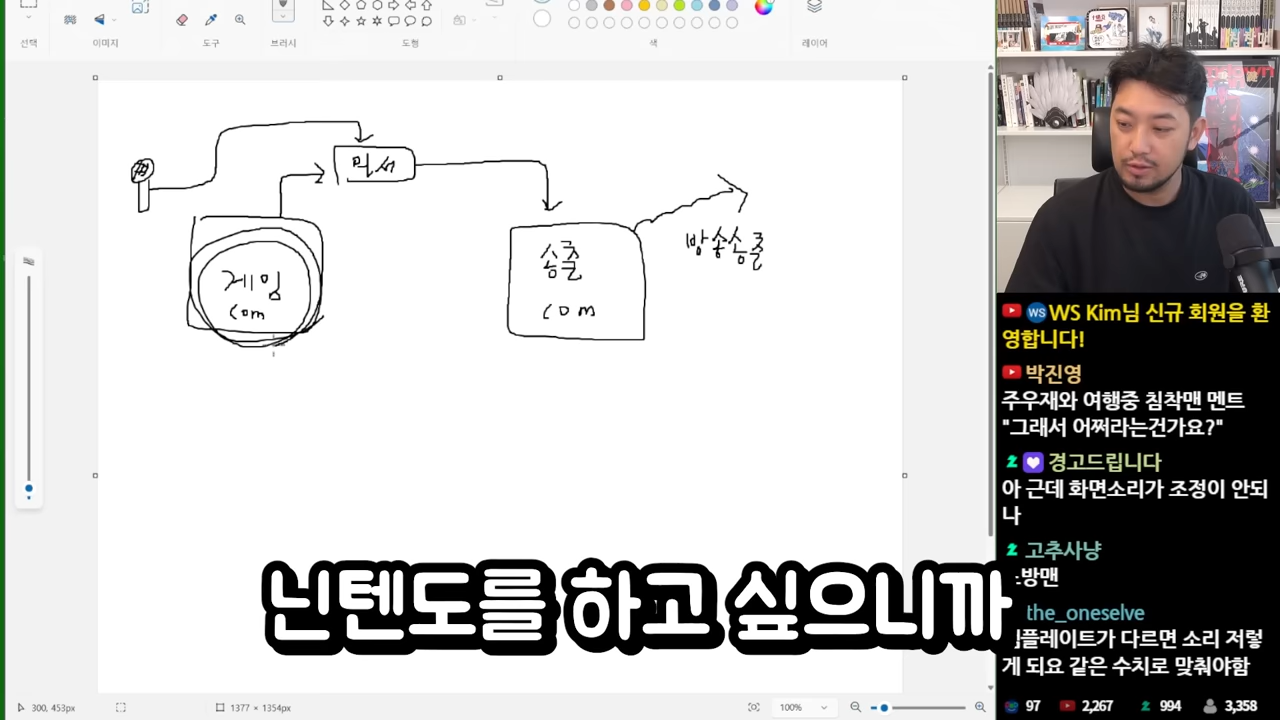 선택
이미지
도구
브러시
도형
색
레이어
믹서
게임
com
송출
com
방송송출
WS Kim님 신규 회원을 환
영합니다!
박진영
주우재와 여행중 침착맨 멘트
"그래서 어쩌라는건가요?"
경고드립니다
아 근데 화면소리가 조정이 안되
나
고추사냥
방맨
the_oneselve
플레이트가 다르면 소리 저렇
게 되요 같은 수치로 맞춰야함
닌텐도를 하고 싶으니까
300, 453px
1377 × 1354px
100%
97
2,267
994
3,358